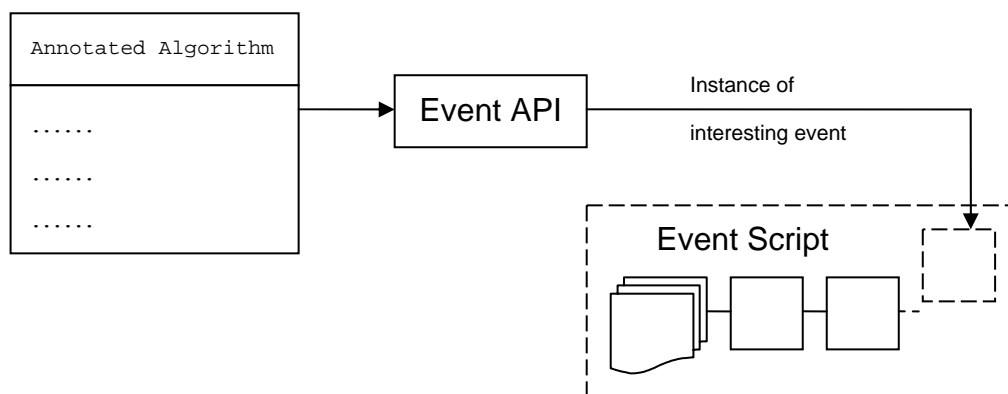 Annotated Algorithm
......
......
......
Event API
Instance of
interesting event
Event Script